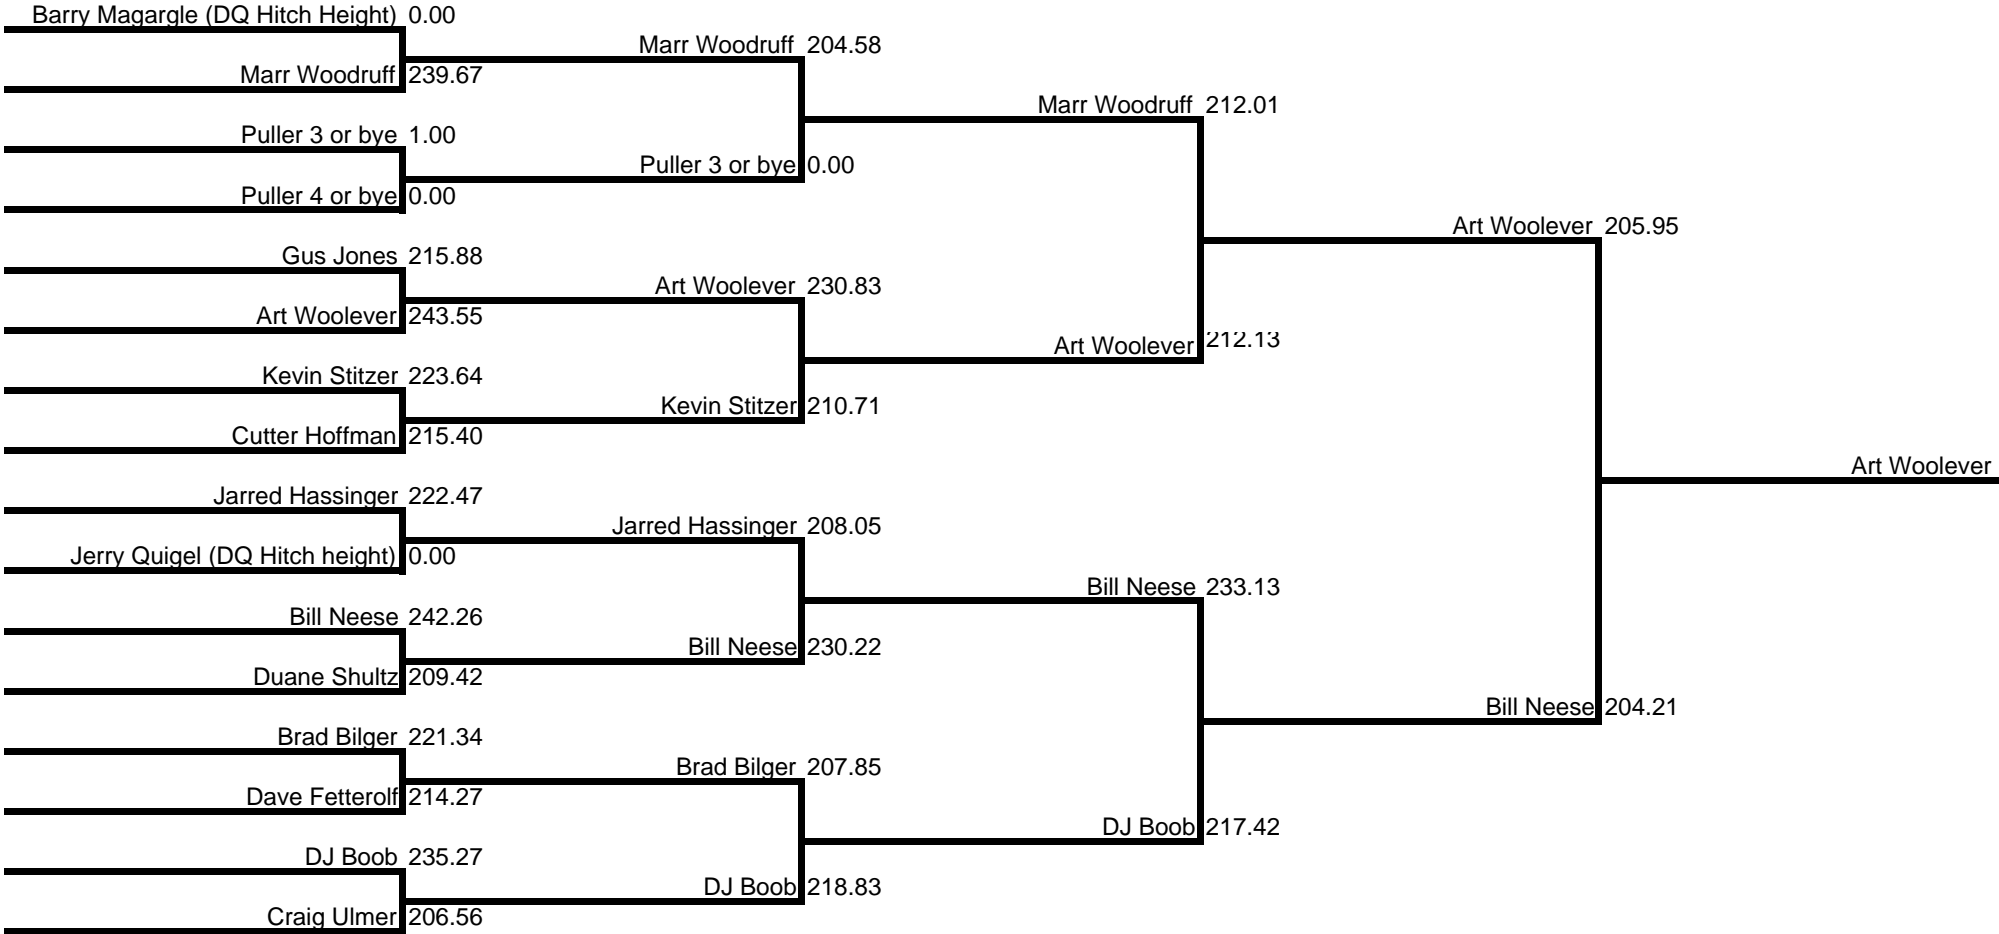 Barry Magargle (DQ Hitch Height) 0.00
Marr Woodruff 239.67
Puller 3 or bye 1.00
Puller 4 or bye 0.00
Gus Jones 215.88
Art Woolever 243.55
Kevin Stitzer 223.64
Cutter Hoffman 215.40
Jarred Hassinger 222.47
Jerry Quigel (DQ Hitch height) 0.00
Bill Neese 242.26
Duane Shultz 209.42
Brad Bilger 221.34
Dave Fetterolf 214.27
DJ Boob 235.27
Craig Ulmer 206.56
Marr Woodruff 204.58
Puller 3 or bye 0.00
Art Woolever 230.83
Kevin Stitzer 210.71
Jarred Hassinger 208.05
Bill Neese 230.22
Brad Bilger 207.85
DJ Boob 218.83
Marr Woodruff 212.01
Art Woolever 212.13
Bill Neese 233.13
DJ Boob 217.42
Art Woolever 205.95
Bill Neese 204.21
Art Woolever